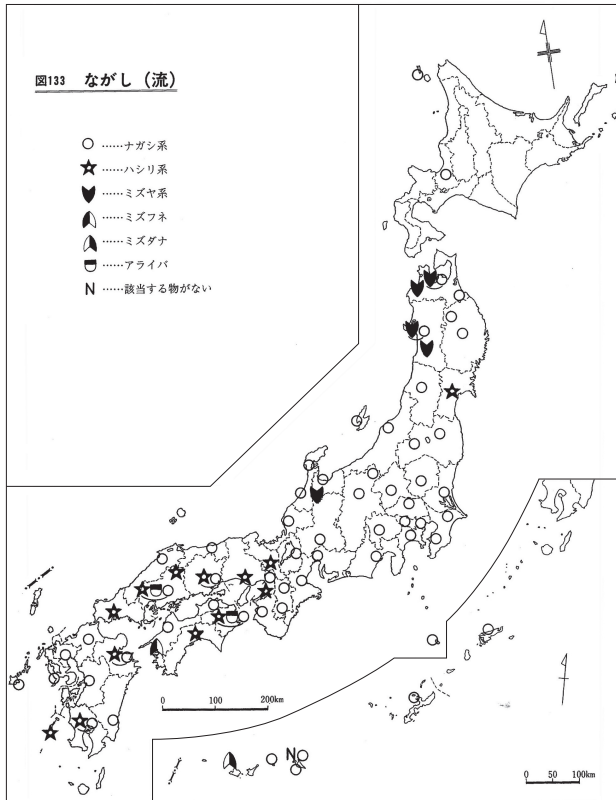 図133 ながし（流）
……ナガシ系
……ハシリ系
……ミズヤ系
……ミズフネ
……ミズダナ
……アライバ
N……該当する物がない
0 100 200km
N
0 50 100km